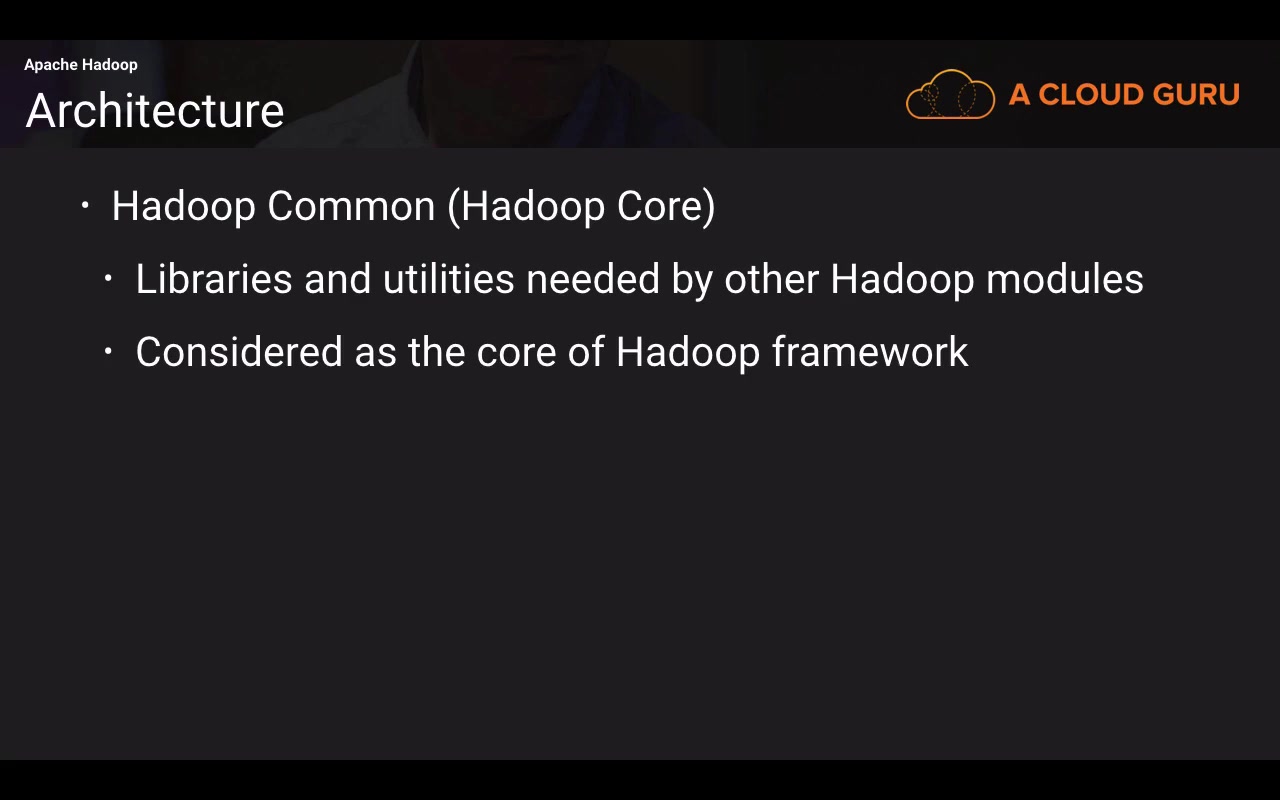 Apache Hadoop
Architecture
A CLOUD GURU
• Hadoop Common (Hadoop Core)
• Libraries and utilities needed by other Hadoop modules
• Considered as the core of Hadoop framework